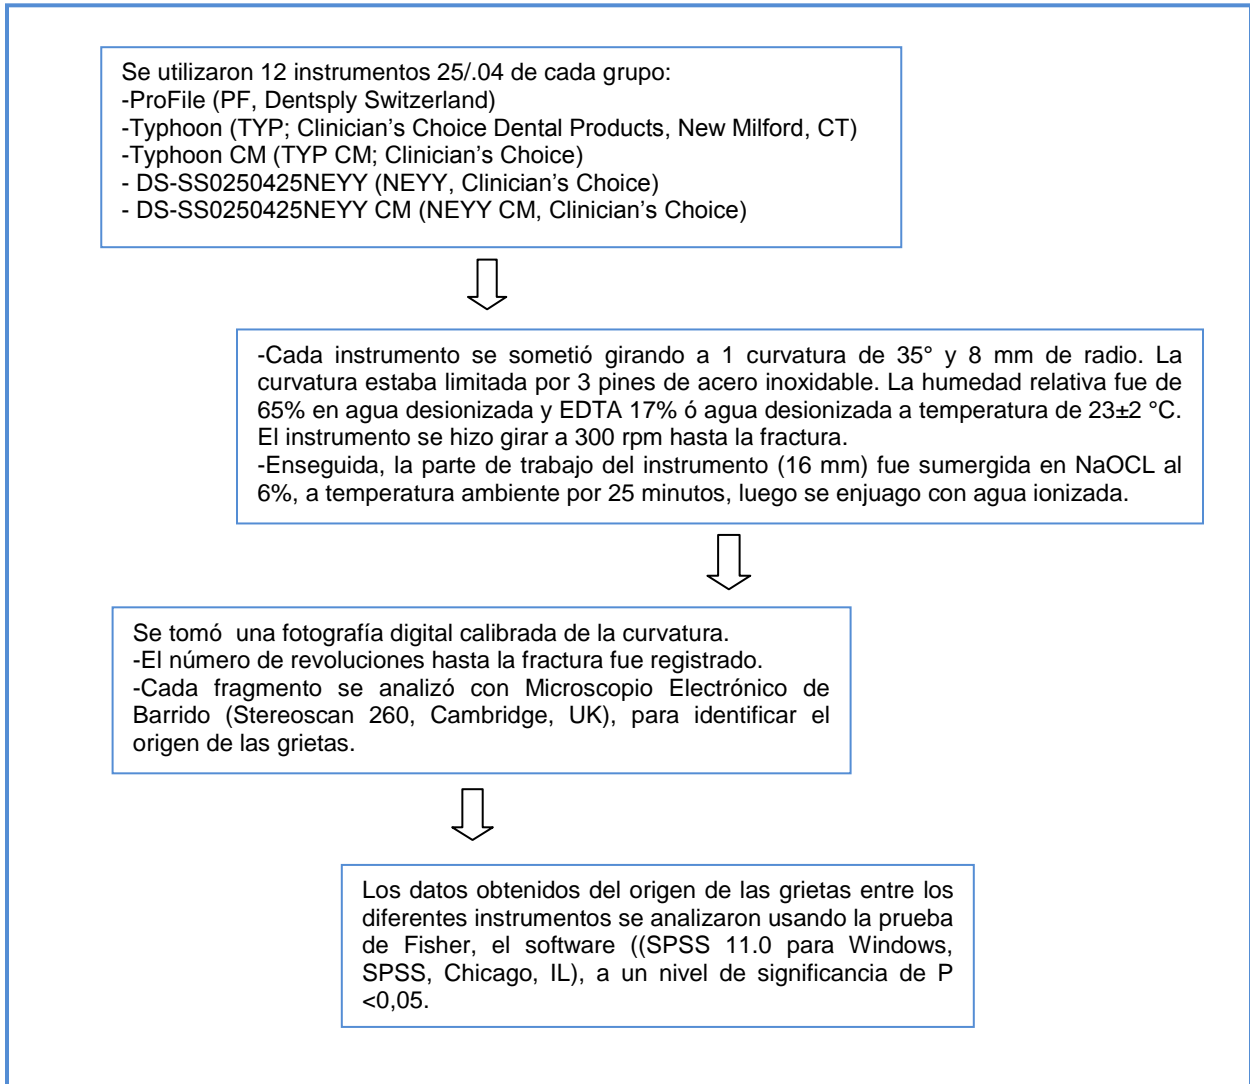 Se utilizaron 12 instrumentos 25/.04 de cada grupo:
-ProFile (PF, Dentsply Switzerland)
-Typhoon (TYP; Clinician’s Choice Dental Products, New Milford, CT)
-Typhoon CM (TYP CM; Clinician’s Choice)
- DS-SS0250425NEYY (NEYY, Clinician’s Choice)
- DS-SS0250425NEYY CM (NEYY CM, Clinician’s Choice)
-Cada instrumento se sometió girando a 1 curvatura de 35° y 8 mm de radio. La
curvatura estaba limitada por 3 pines de acero inoxidable. La humedad relativa fue de
65% en agua desionizada y EDTA 17% ó agua desionizada a temperatura de 23±2 °C.
El instrumento se hizo girar a 300 rpm hasta la fractura.
-Enseguida, la parte de trabajo del instrumento (16 mm) fue sumergida en NaOCL al
6%, a temperatura ambiente por 25 minutos, luego se enjuago con agua ionizada.
Se tomó una fotografía digital calibrada de la curvatura.
-El número de revoluciones hasta la fractura fue registrado.
-Cada fragmento se analizó con Microscopio Electrónico de
Barrido (Stereoscan 260, Cambridge, UK), para identificar el
origen de las grietas.
Los datos obtenidos del origen de las grietas entre los
diferentes instrumentos se analizaron usando la prueba
de Fisher, el software ((SPSS 11.0 para Windows,
SPSS, Chicago, IL), a un nivel de significancia de P
<0,05.